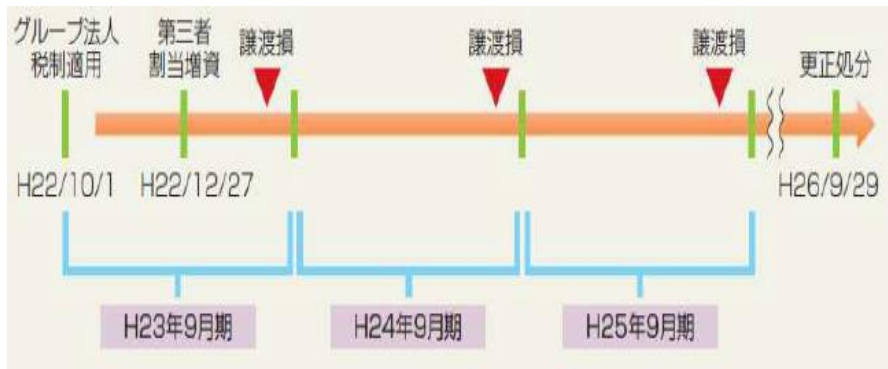 グループ法人
税制適用
第三者
割当増資
譲渡損
譲渡損
譲渡損
更正処分
H22/10/1
H22/12/27
H26/9/29
H23年9月期
H24年9月期
H25年9月期